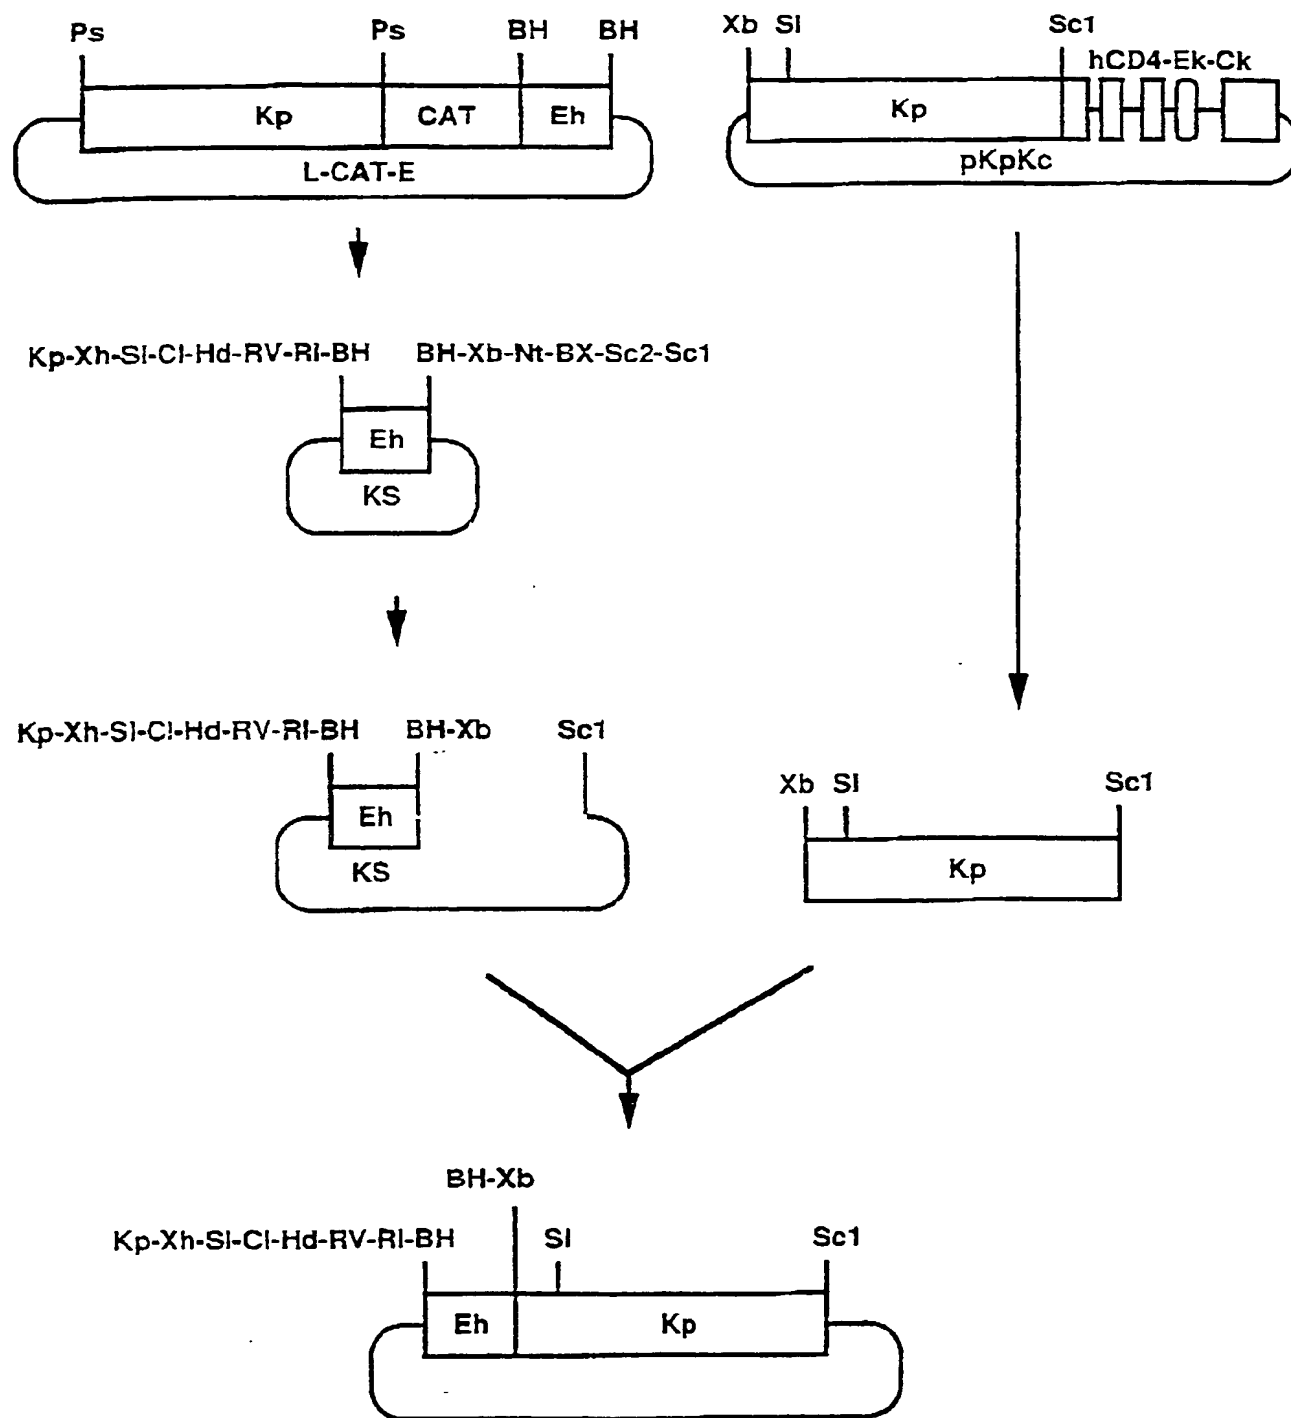 Ps Ps BH BH
Kp CAT Eh
L-CAT-E
Xb Sl Sc1
hCD4-Ek-Ck
Kp
pKpKc
Kp-Xh-Sl-Cl-Hd-RV-RI-BH BH-Xb-Nt-BX-Sc2-Sc1
Eh
KS
Kp-Xh-Sl-Cl-Hd-RV-RI-BH BH-Xb Sc1
Eh
KS
Xb Sl Sc1
Kp
BH-Xb
Kp-Xh-Sl-Cl-Hd-RV-RI-BH Sl Sc1
Eh Kp